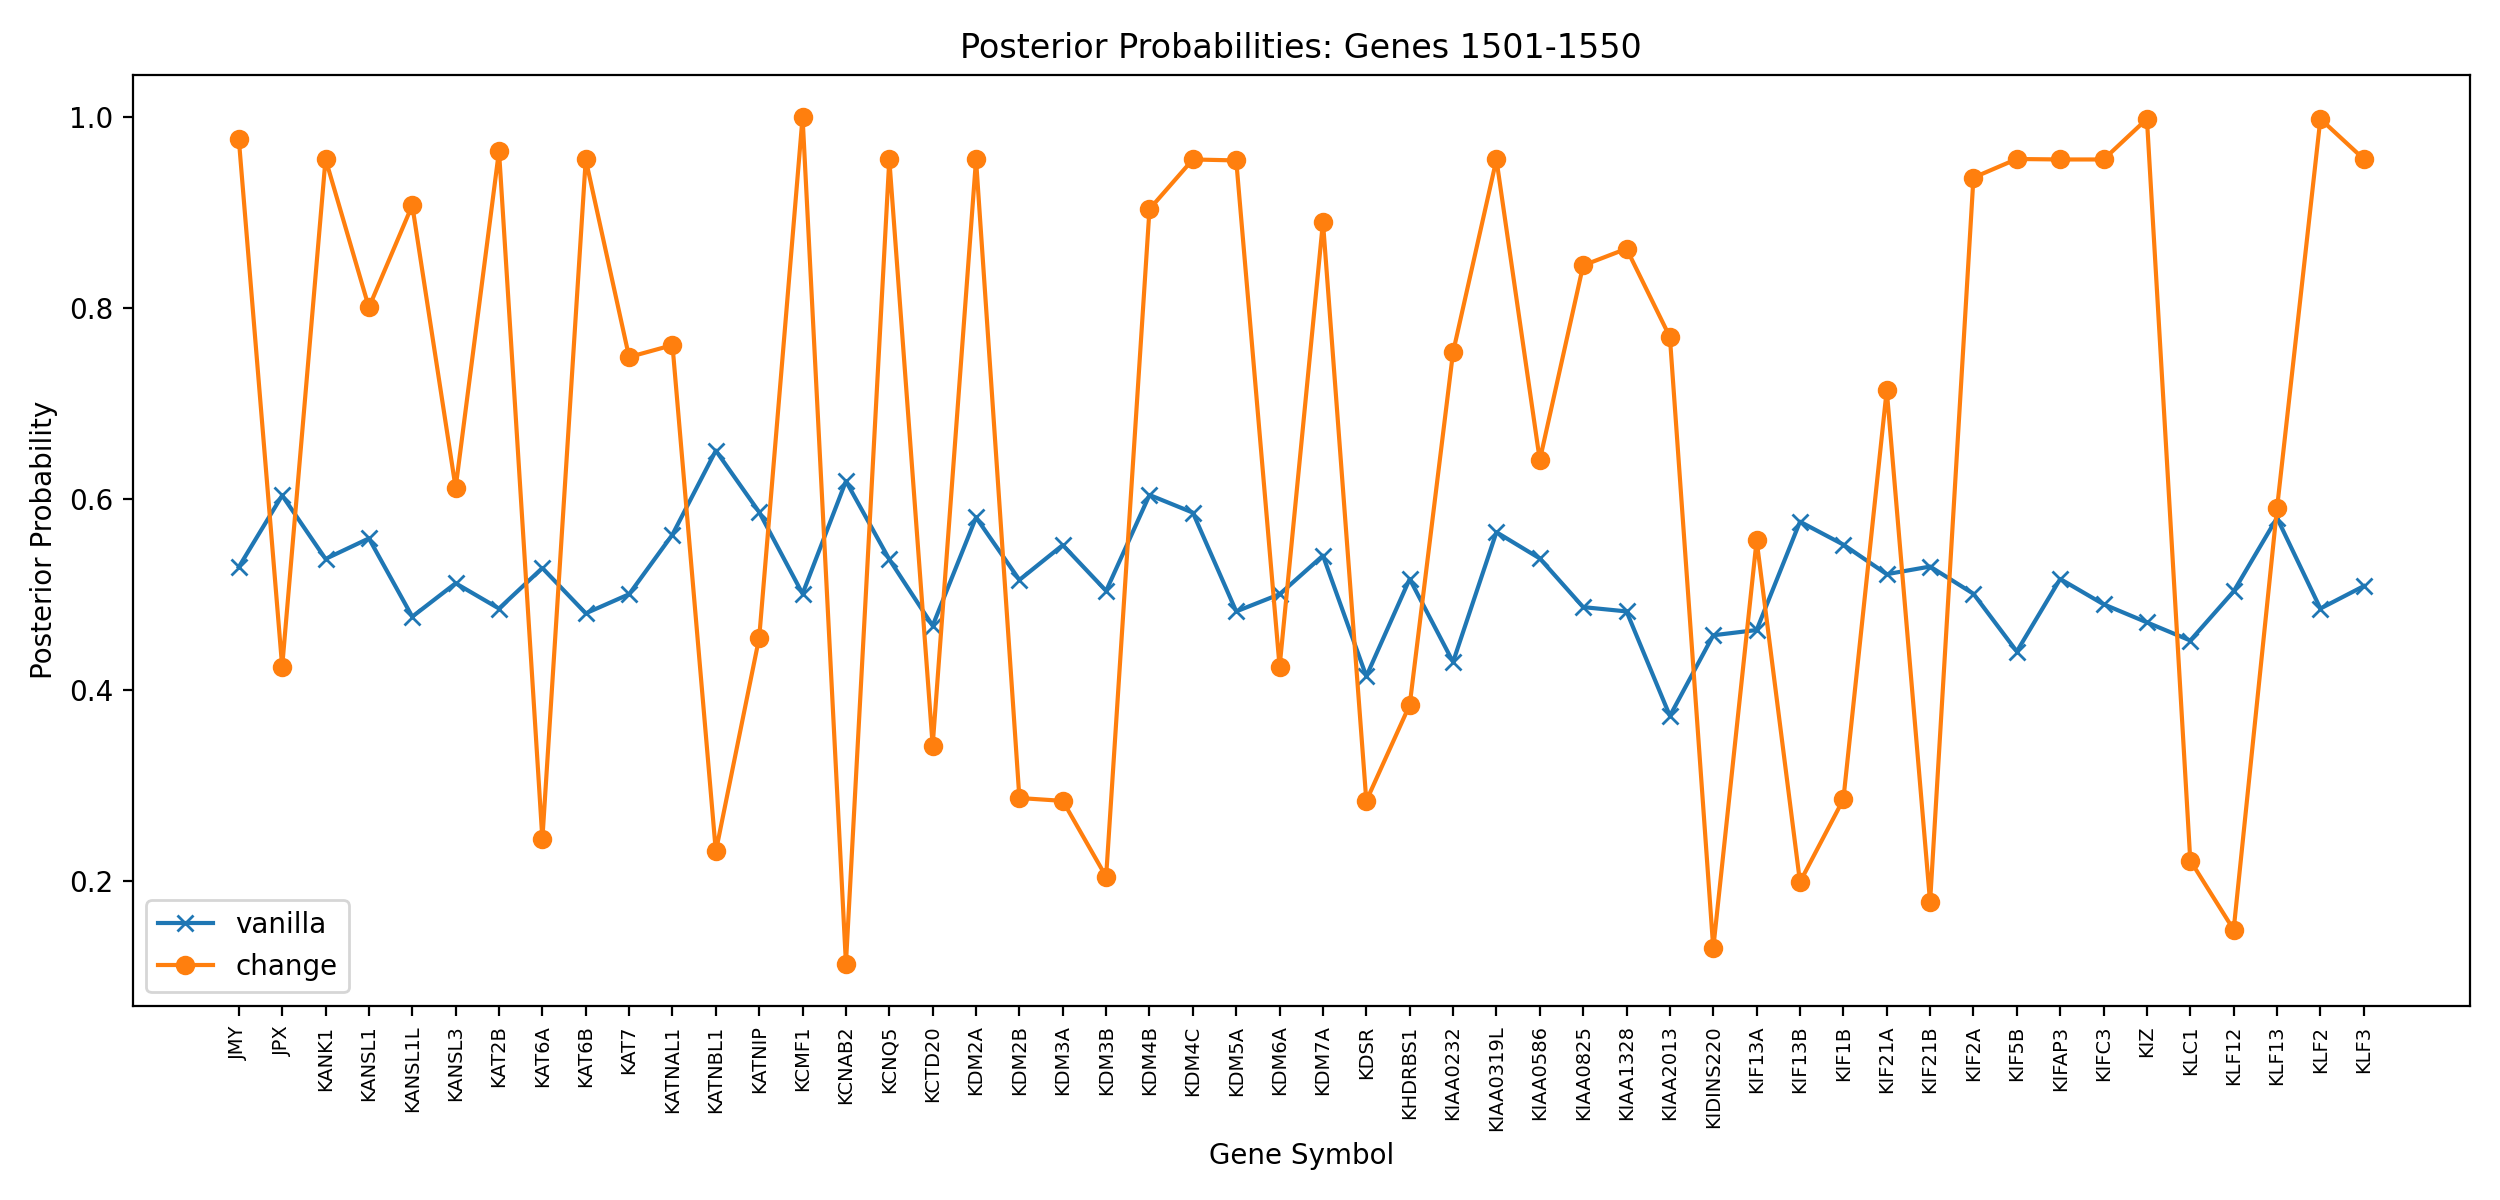 Posterior Probabilities: Genes 1501-1550
Posterior Probability
1.0
0.8
0.6
0.4
0.2
vanilla
change
JMY
JPX
KANK1
KANSL1
KANSL1L
KANSL3
KAT2B
KAT6A
KAT6B
KAT7
KATNAL1
KATNBL1
KATNIP
KCMF1
KCNAB2
KCNQ5
KCTD20
KDM2A
KDM2B
KDM3A
KDM3B
KDM4B
KDM4C
KDM5A
KDM6A
KDM7A
KDSR
KHDRBS1
KIAA0232
KIAA0319L
KIAA0586
KIAA0825
KIAA1328
KIAA2013
KIDINS220
KIF13A
KIF13B
KIF1B
KIF21A
KIF21B
KIF2A
KIF5B
KIFAP3
KIFC3
KIZ
KLC1
KLF12
KLF13
KLF2
KLF3
Gene Symbol